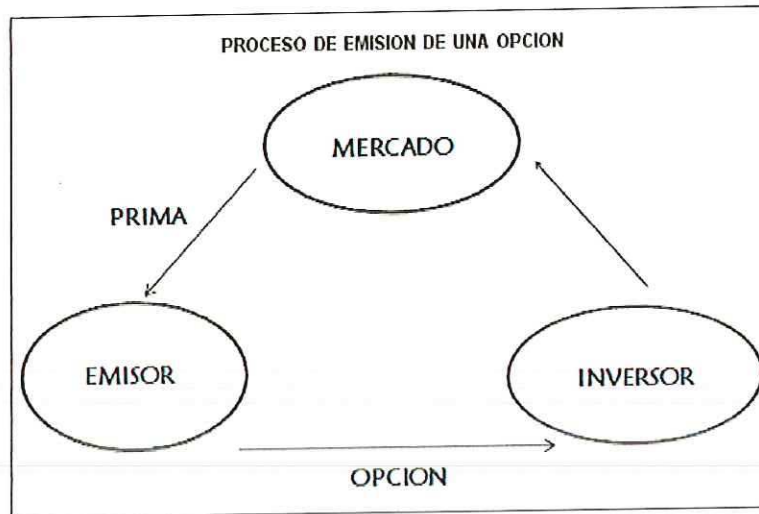 PROCESO DE EMISION DE UNA OPCION
MERCADO
PRIMA
EMISOR
INVERSOR
OPCION